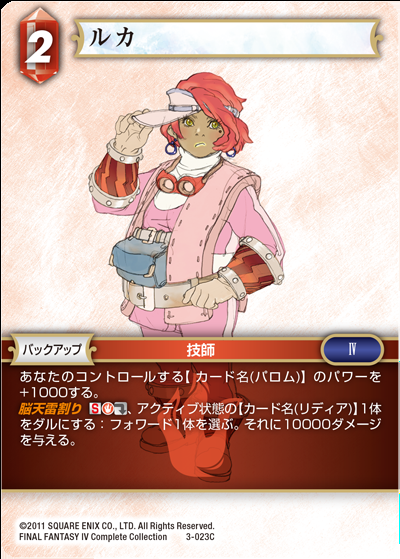 2
ルカ
バックアップ
技師
IV
あなたのコントロールする【カード名(パロム)】のパワーを
+1000する。
脳天雷割り S、アクティブ状態の【カード名(リディア)】1体
をダルにする：フォワード1体を選ぶ。それに10000ダメージ
を与える。
©2011 SQUARE ENIX CO., LTD. All Rights Reserved.
FINAL FANTASY IV Complete Collection 3-023C